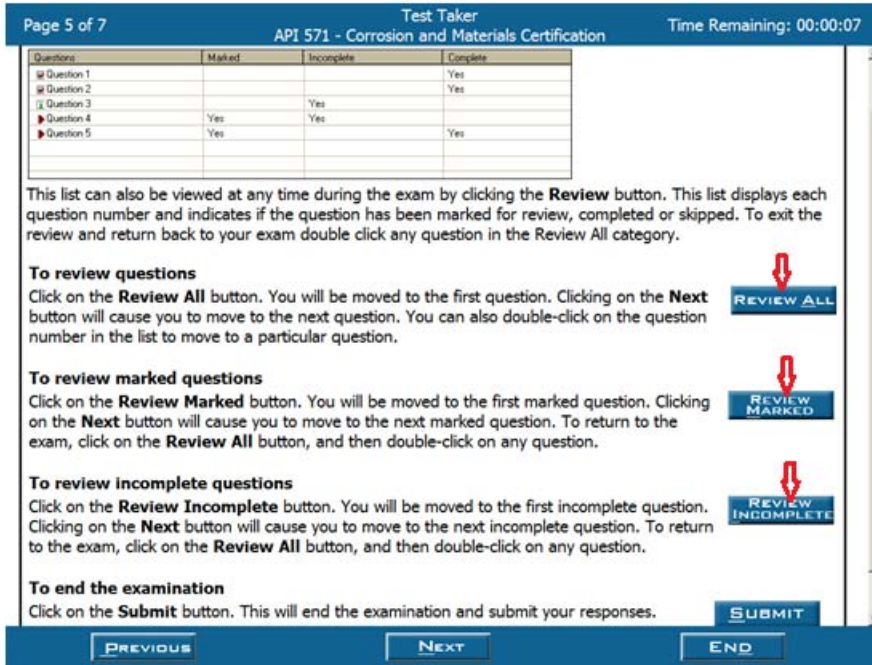 Page 5 of 7
Test Taker
API 571 - Corrosion and Materials Certification
Time Remaining: 00:00:07
Questions Marked Incomplete Complete
Question 1 Yes
Question 2 Yes
Question 3 Yes
Question 4 Yes Yes
Question 5 Yes Yes
This list can also be viewed at any time during the exam by clicking the Review button. This list displays each
question number and indicates if the question has been marked for review, completed or skipped. To exit the
review and return back to your exam double click any question in the Review All category.
To review questions
Click on the Review All button. You will be moved to the first question. Clicking on the Next
button will cause you to move to the next question. You can also double-click on the question
number in the list to move to a particular question.
REVIEW ALL
To review marked questions
Click on the Review Marked button. You will be moved to the first marked question. Clicking
on the Next button will cause you to move to the next marked question. To return to the
exam, click on the Review All button, and then double-click on any question.
REVIEW
MARKED
To review incomplete questions
Click on the Review Incomplete button. You will be moved to the first incomplete question.
Clicking on the Next button will cause you to move to the next incomplete question. To return
to the exam, click on the Review All button, and then double-click on any question.
REVIEW
INCOMPLETE
To end the examination
Click on the Submit button. This will end the examination and submit your responses.
SUBMIT
PREVIOUS
NEXT
END